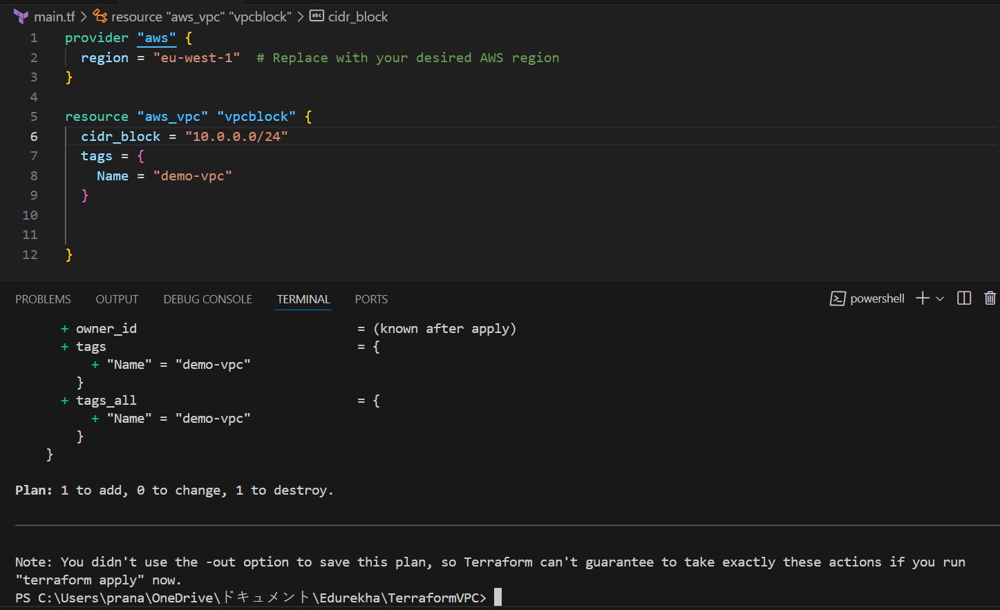 main.tf > resource "aws_vpc" "vpcblock" > abc cidr_block
1 provider "aws" {
2   region = "eu-west-1"  # Replace with your desired AWS region
3 }
4
5 resource "aws_vpc" "vpcblock" {
6   cidr_block = "10.0.0.0/24"
7   tags = {
8     Name = "demo-vpc"
9   }
10
11
12 }
PROBLEMS OUTPUT DEBUG CONSOLE TERMINAL PORTS powershell
+ owner_id = (known after apply)
+ tags = {
+ "Name" = "demo-vpc"
}
+ tags_all = {
+ "Name" = "demo-vpc"
}
}
Plan: 1 to add, 0 to change, 1 to destroy.
Note: You didn't use the -out option to save this plan, so Terraform can't guarantee to take exactly these actions if you run
"terraform apply" now.
PS C:\Users\prana\OneDrive\ドキュメント\Edurekha\TerraformVPC>